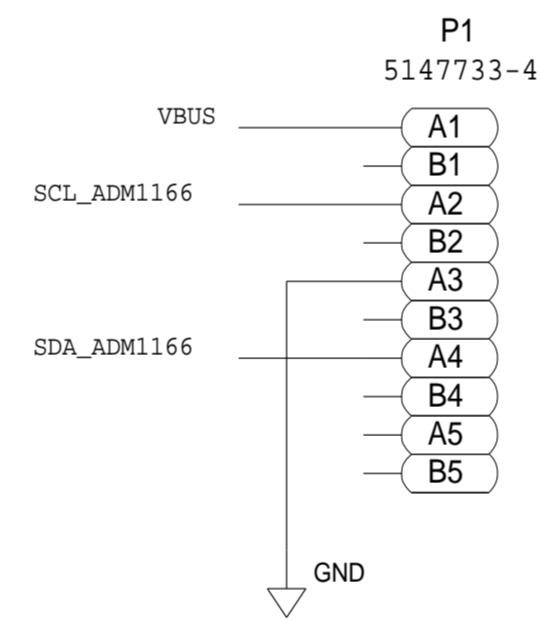 P1
5147733-4
VBUS
A1
B1
SCL_ADM1166
A2
B2
A3
B3
SDA_ADM1166
A4
B4
A5
B5
GND